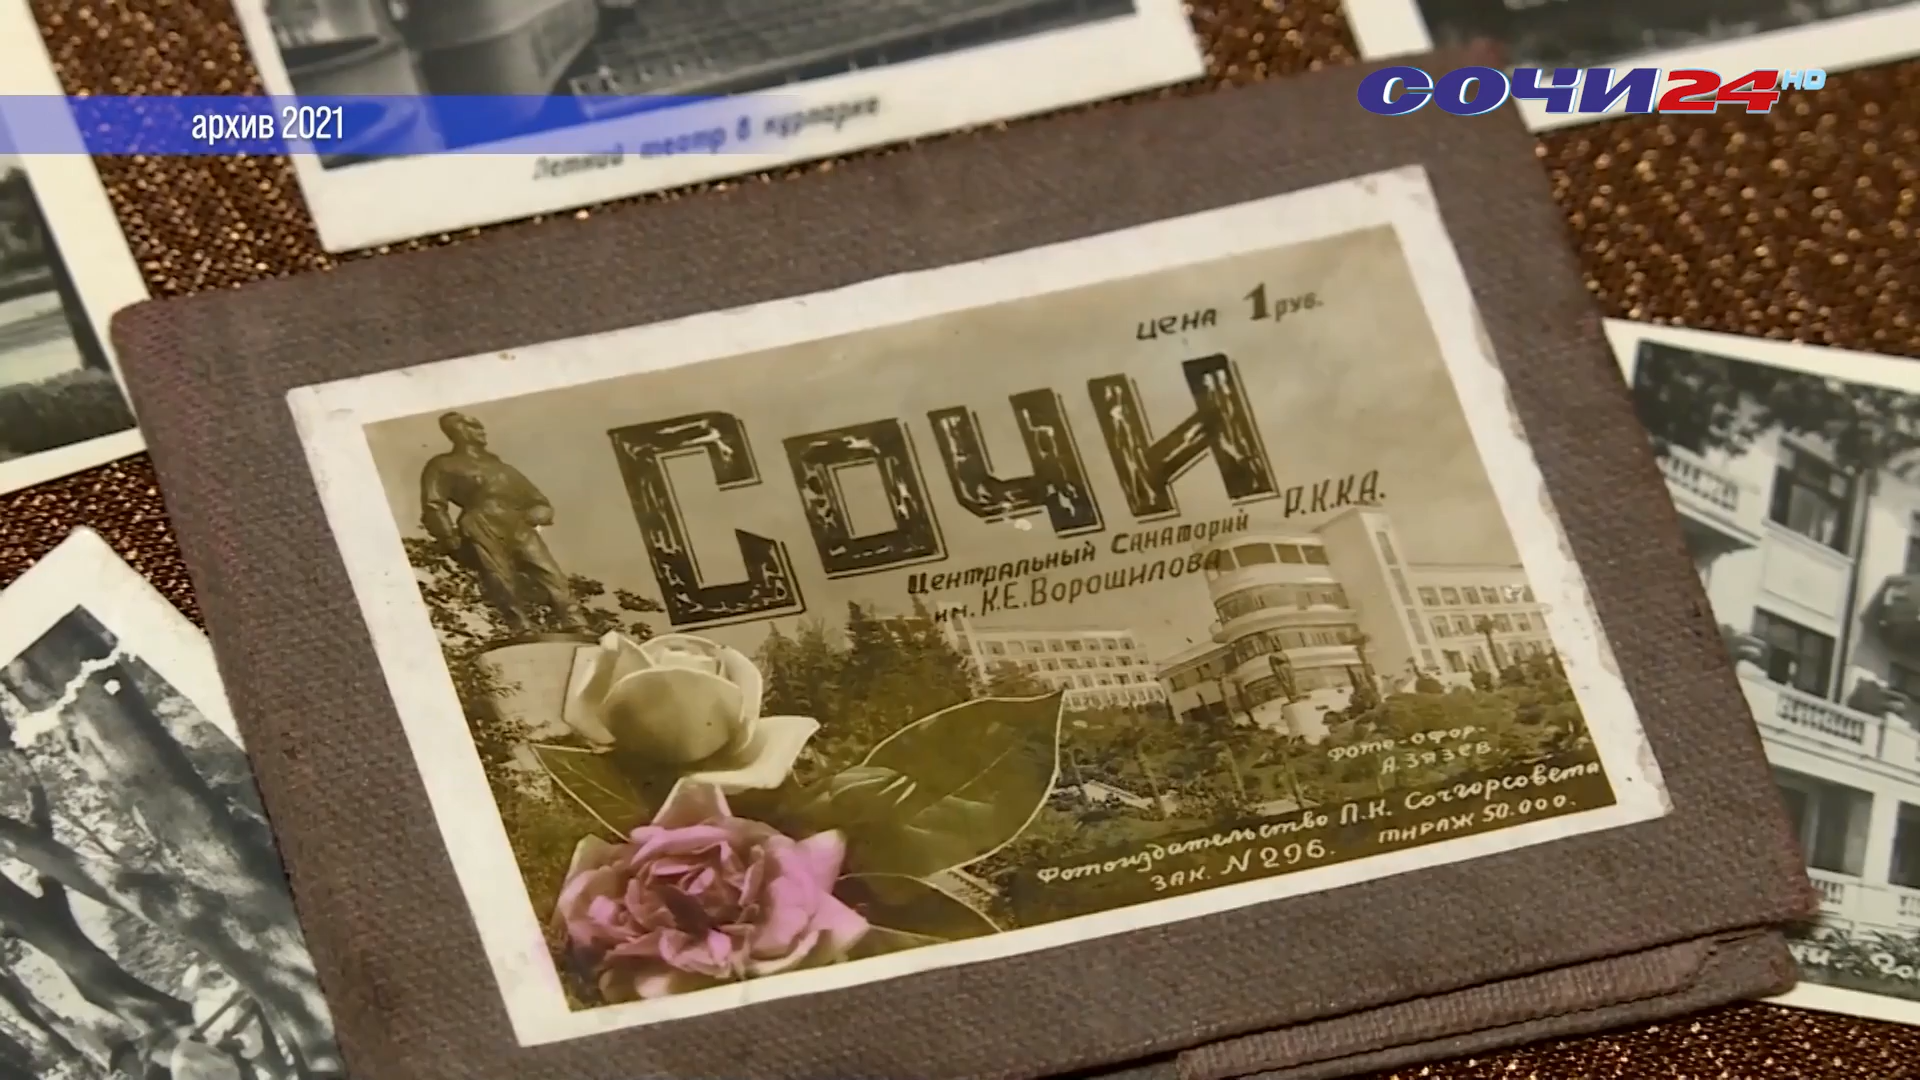 СОЧИ24HD
архив 2021
Летний театр в курпарке
цена 1 руб.
Сочи
Центральный санаторий Р.К.К.А.
им. К.Е. Ворошилова
Фото-офор.
А. Зязев.
Фотоиздательство П.К. Сочгорсовета
Зак. N 296. тираж 50.000.